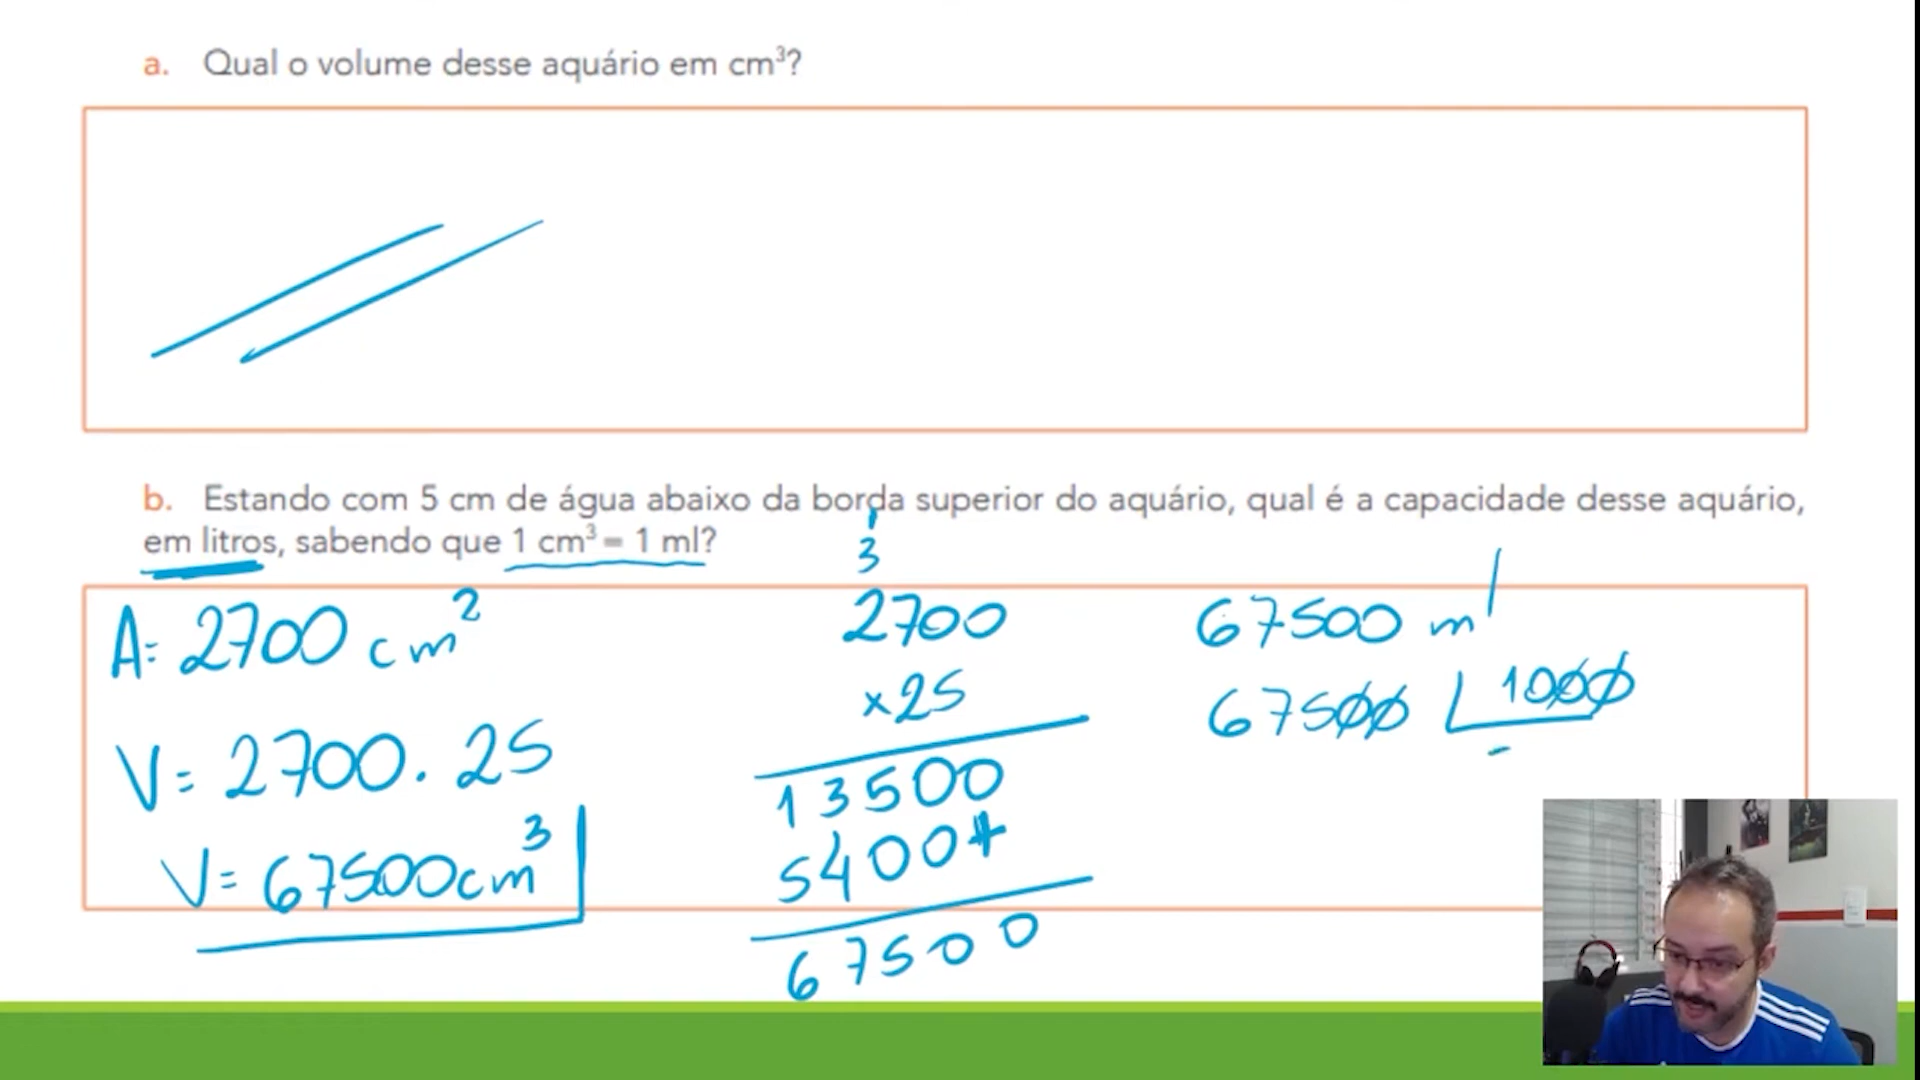 a. Qual o volume desse aquário em cm³?
b. Estando com 5 cm de água abaixo da borda superior do aquário, qual é a capacidade desse aquário,
em litros, sabendo que 1 cm³ = 1 ml?
A= 2700 cm²
V= 2700 . 25
V= 67500cm³
3
2700
x25
13500
5400+
67500
67500 ml
67500 1000